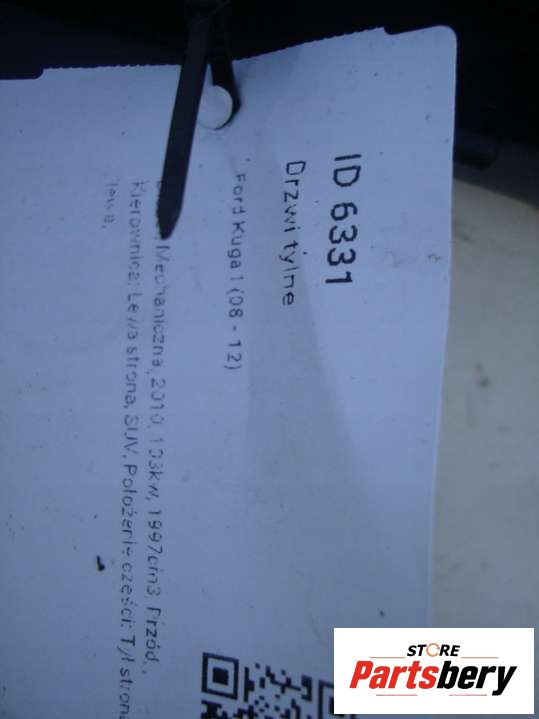 ID 6331
Drzwi tylne
Ford Kuga 1 (08 - 12)
Mechaniczna, 2010, 103kW, 1997cm3, Przód,
Kierownica: Lewa strona, SUV, Położenie części: Tył strona
lewa,
STORE
Partsbery